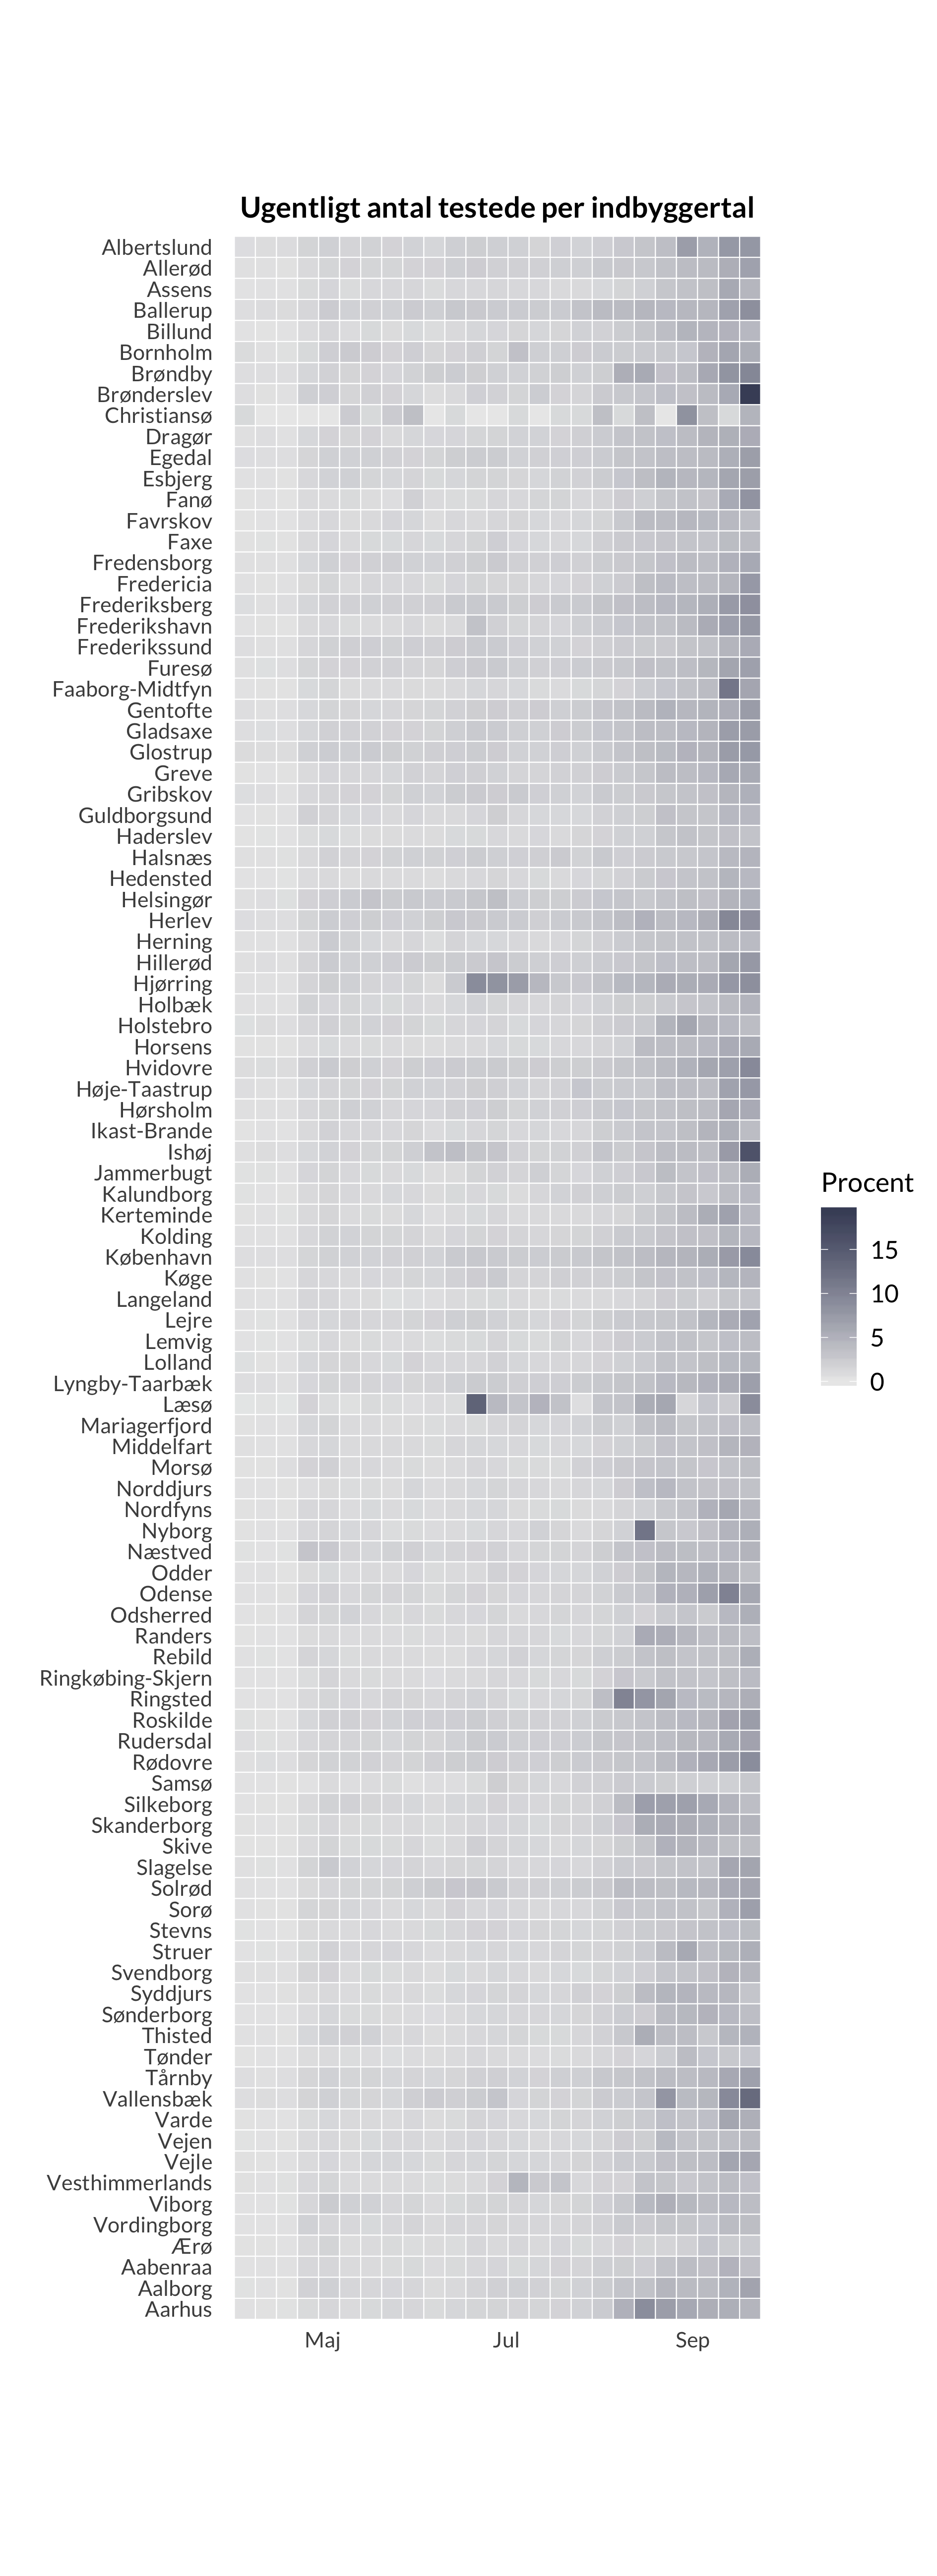 Ugentligt antal testede per indbyggertal
Albertslund
Allerød
Assens
Ballerup
Billund
Bornholm
Brøndby
Brønderslev
Christiansø
Dragør
Egedal
Esbjerg
Fanø
Favrskov
Faxe
Fredensborg
Fredericia
Frederiksberg
Frederikshavn
Frederikssund
Furesø
Faaborg-Midtfyn
Gentofte
Gladsaxe
Glostrup
Greve
Gribskov
Guldborgsund
Haderslev
Halsnæs
Hedensted
Helsingør
Herlev
Herning
Hillerød
Hjørring
Holbæk
Holstebro
Horsens
Hvidovre
Høje-Taastrup
Hørsholm
Ikast-Brande
Ishøj
Jammerbugt
Kalundborg
Kerteminde
Kolding
København
Køge
Langeland
Lejre
Lemvig
Lolland
Lyngby-Taarbæk
Læsø
Mariagerfjord
Middelfart
Morsø
Norddjurs
Nordfyns
Nyborg
Næstved
Odder
Odense
Odsherred
Randers
Rebild
Ringkøbing-Skjern
Ringsted
Roskilde
Rudersdal
Rødovre
Samsø
Silkeborg
Skanderborg
Skive
Slagelse
Solrød
Sorø
Stevns
Struer
Svendborg
Syddjurs
Sønderborg
Thisted
Tønder
Tårnby
Vallensbæk
Varde
Vejen
Vejle
Vesthimmerlands
Viborg
Vordingborg
Ærø
Aabenraa
Aalborg
Aarhus
Maj Jul Sep
Procent
15
10
5
0